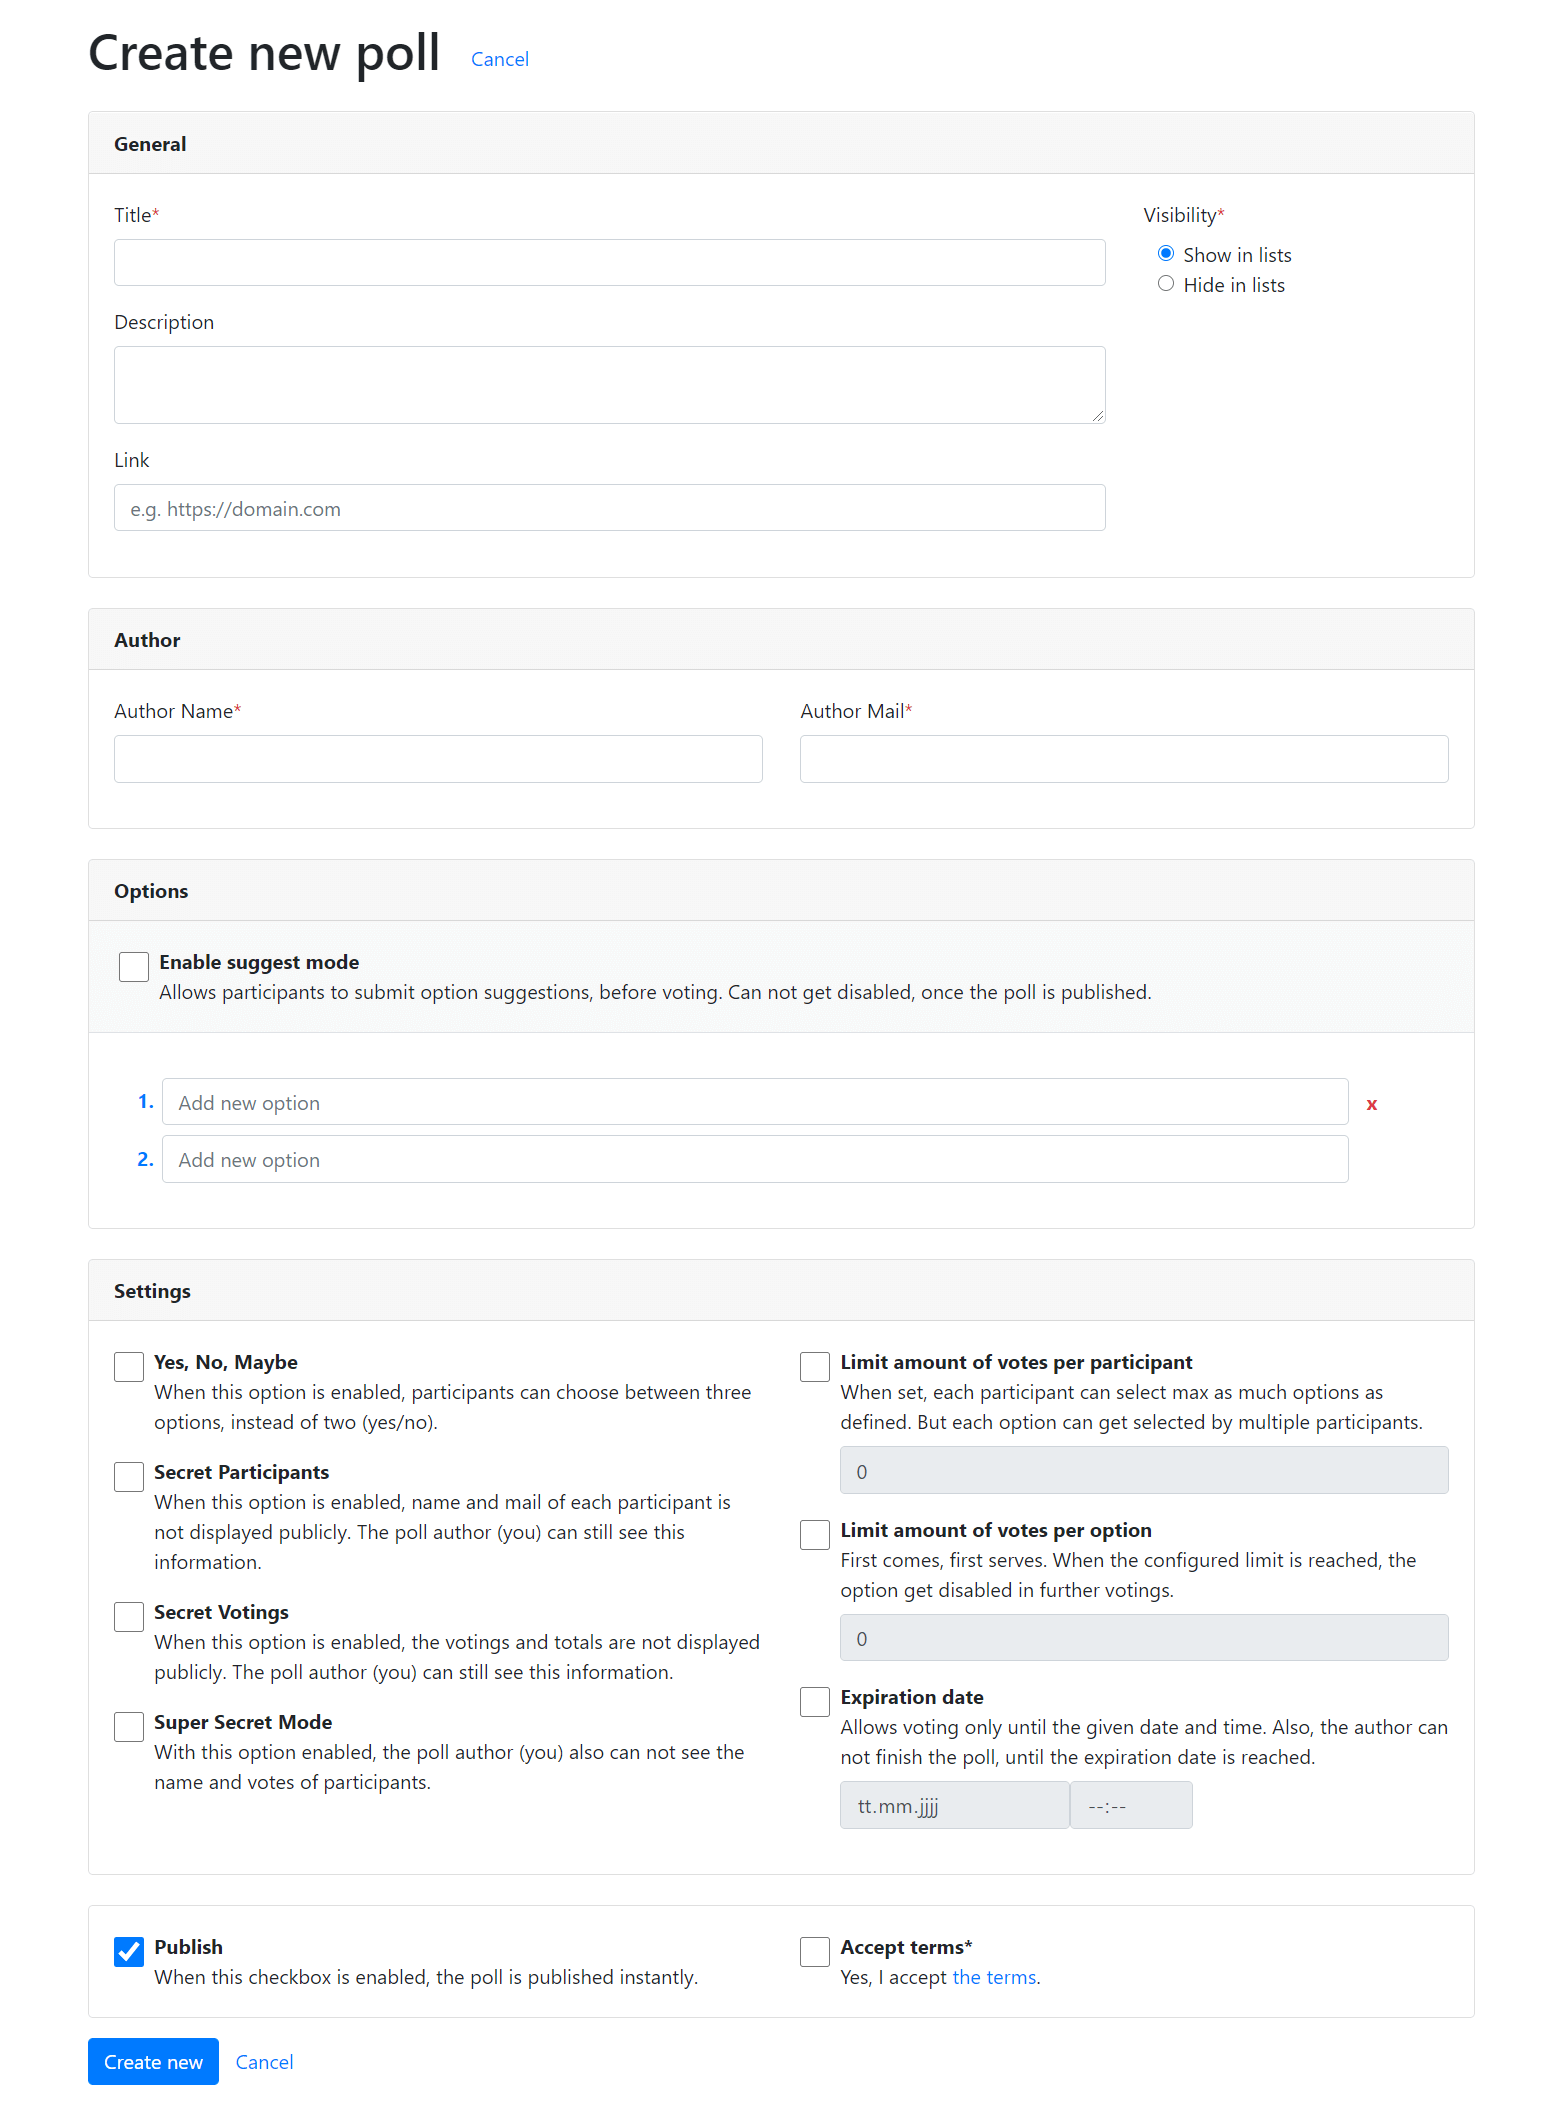 Create new poll Cancel
General
Title*
Visibility*
Show in lists
Hide in lists
Description
Link
e.g. https://domain.com
Author
Author Name*
Author Mail*
Options
Enable suggest mode
Allows participants to submit option suggestions, before voting. Can not get disabled, once the poll is published.
1. Add new option x
2. Add new option
Settings
Yes, No, Maybe
When this option is enabled, participants can choose between three
options, instead of two (yes/no).
Secret Participants
When this option is enabled, name and mail of each participant is
not displayed publicly. The poll author (you) can still see this
information.
Secret Votings
When this option is enabled, the votings and totals are not displayed
publicly. The poll author (you) can still see this information.
Super Secret Mode
With this option enabled, the poll author (you) also can not see the
name and votes of participants.
Limit amount of votes per participant
When set, each participant can select max as much options as
defined. But each option can get selected by multiple participants.
0
Limit amount of votes per option
First comes, first serves. When the configured limit is reached, the
option get disabled in further votings.
0
Expiration date
Allows voting only until the given date and time. Also, the author can
not finish the poll, until the expiration date is reached.
tt.mm.jjjj --:--
Publish
When this checkbox is enabled, the poll is published instantly.
Accept terms*
Yes, I accept the terms.
Create new Cancel